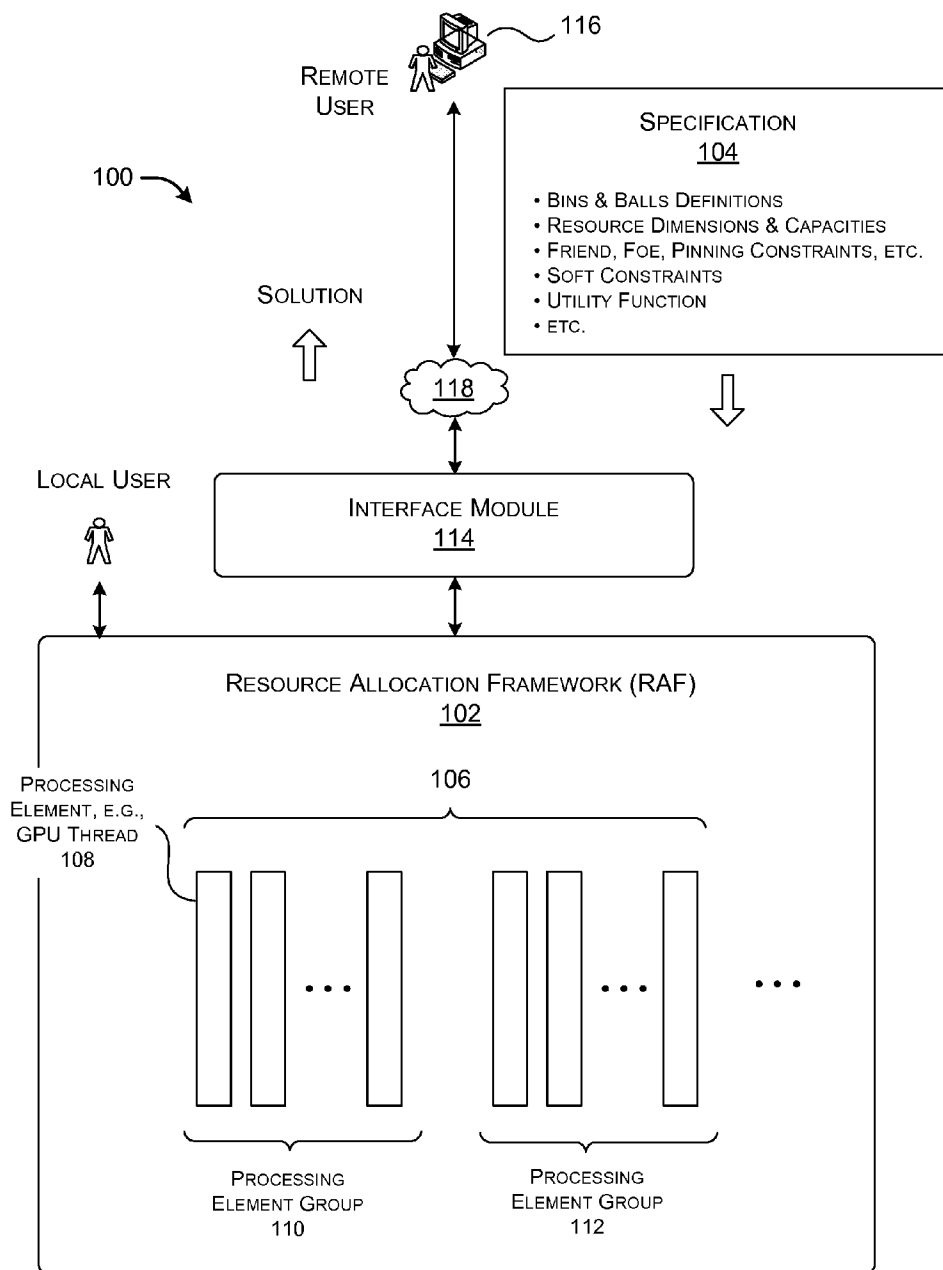 116
REMOTE
USER
SPECIFICATION
104
• BINS & BALLS DEFINITIONS
• RESOURCE DIMENSIONS & CAPACITIES
• FRIEND, FOE, PINNING CONSTRAINTS, ETC.
• SOFT CONSTRAINTS
• UTILITY FUNCTION
• ETC.
100
SOLUTION
118
LOCAL USER
INTERFACE MODULE
114
RESOURCE ALLOCATION FRAMEWORK (RAF)
102
106
PROCESSING
ELEMENT, E.G.,
GPU THREAD
108
• • •
• • •
• • •
PROCESSING
ELEMENT GROUP
110
PROCESSING
ELEMENT GROUP
112